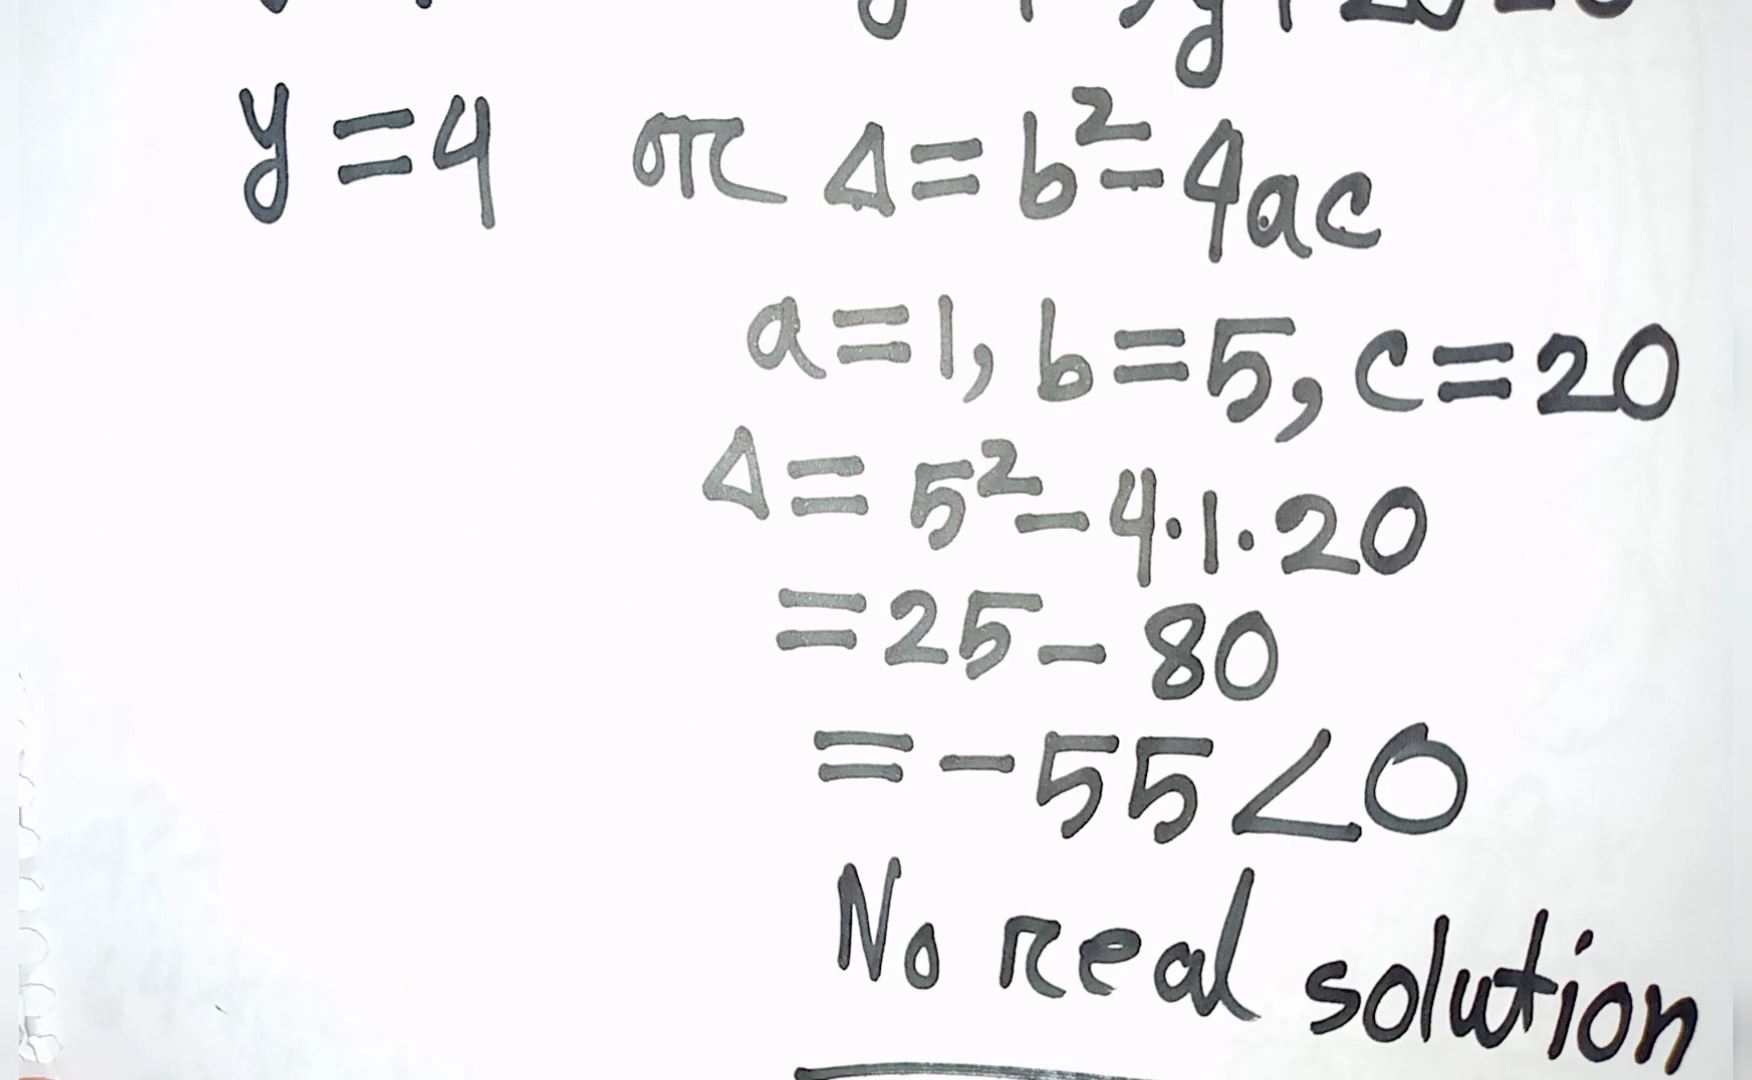 y=4 or Δ=b²-4ac
a=1, b=5, c=20
Δ=5²-4·1·20
=25-80
=-55<0
No real solution